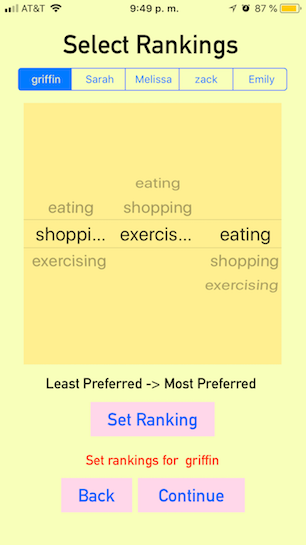 AT&T 9:49 p. m. 87 %
Select Rankings
griffin Sarah Melissa zack Emily
eating
eating shopping
shoppi... exercis... eating
exercising shopping
exercising
Least Preferred -> Most Preferred
Set Ranking
Set rankings for griffin
Back Continue